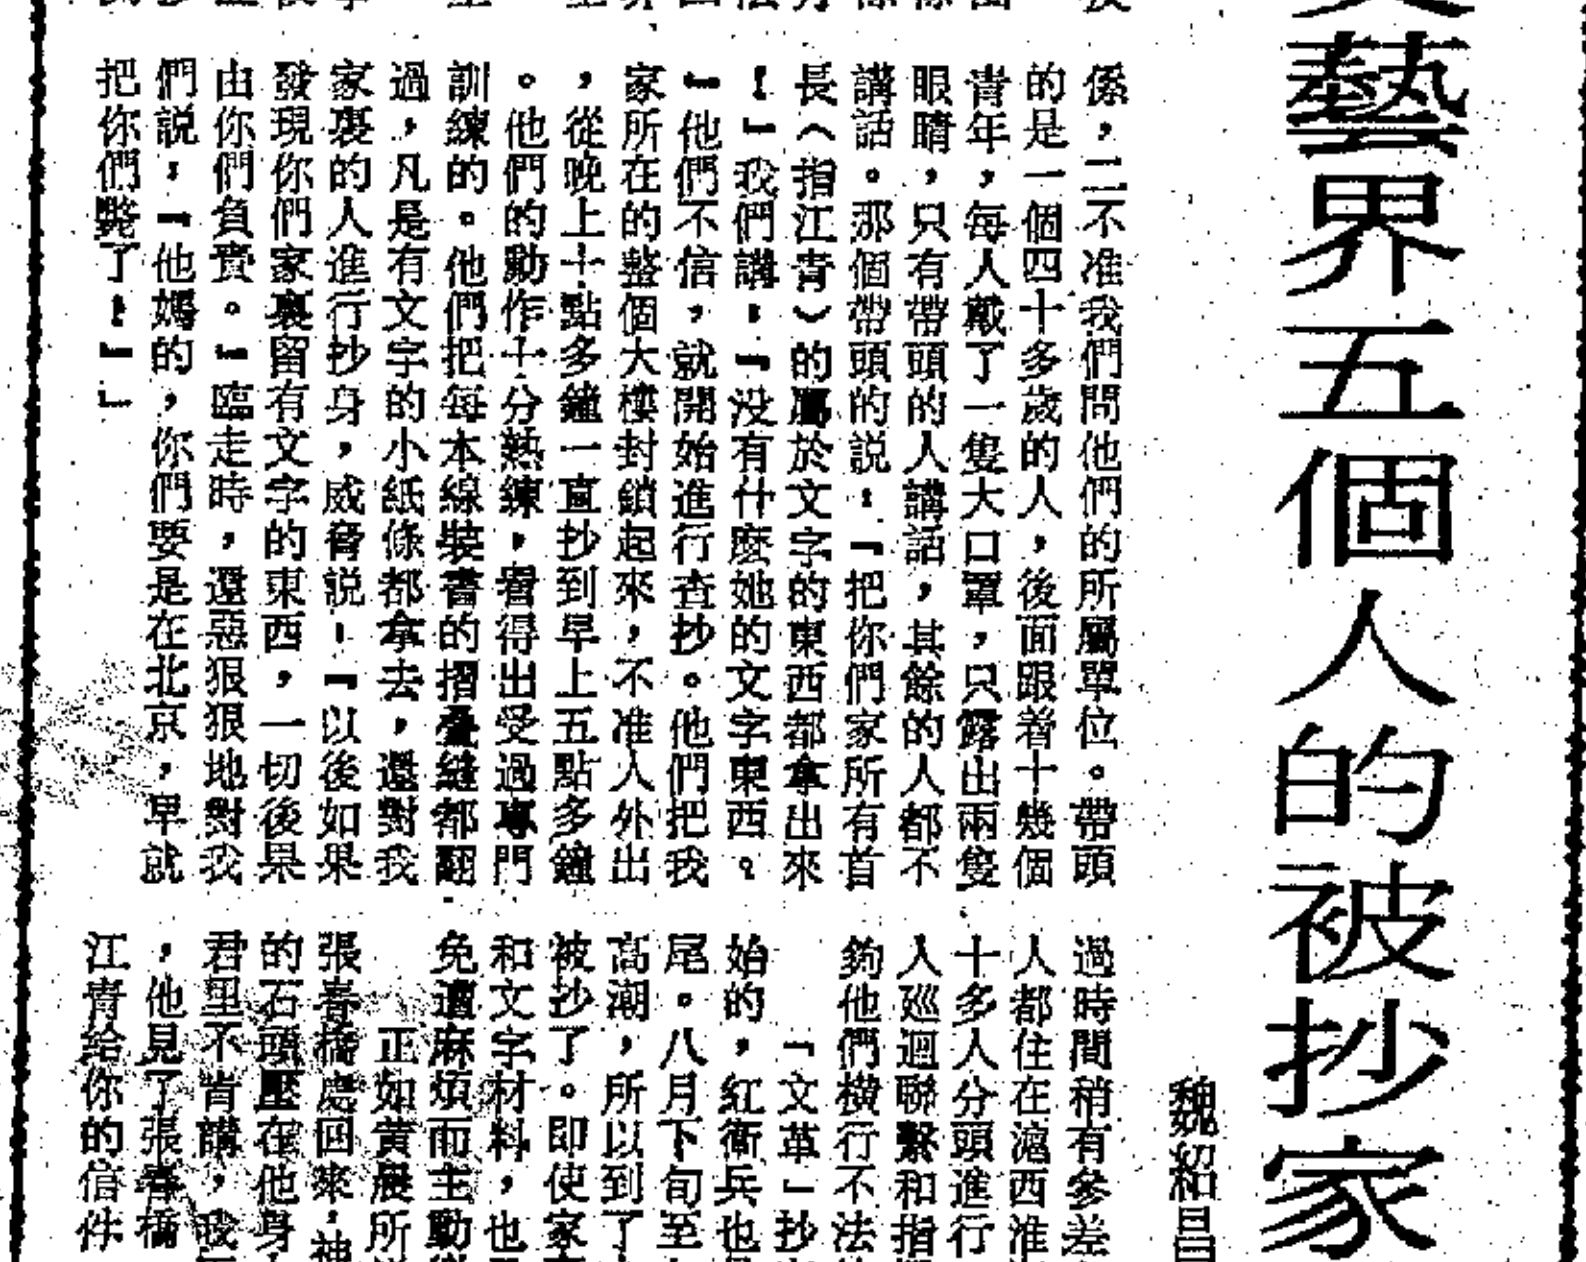 藝界五個人的被抄家
魏紹昌
係，二不准我們問他們的所屬單位。帶頭
的是一個四十多歲的人，後面跟着十幾個
青年，每人戴了一隻大口罩，只露出兩隻
眼睛，只有帶頭的人講話，其餘的人都不
講話。那個帶頭的説：「把你們家所有首
長（指江青）的屬於文字的東西都拿出來
！」我們講：「没有什麽她的文字東西。
」他們不信，就開始進行查抄。他們把我
家所在的整個大樓封鎖起來，不准人外出
，從晚上十點多鐘一直抄到早上五點多鐘
。他們的動作十分熟練，看得出受過專門
訓練的。他們把每本線裝書的摺疊縫都翻
過，凡是有文字的小紙條都拿去，還對我
家裏的人進行抄身，威脅説：「以後如果
發現你們家裏留有文字的東西，一切後果
由你們負責。」臨走時，還惡狠狠地對我
們説：「他媽的，你們要是在北京，早就
把你們斃了！」」
過時間稍有參差
人都住在滬西淮
十多人分頭進行
人廵迴聯繫和指
鉤他們横行不法
「文革」抄
始的，紅衛兵也
尾。八月下旬至
高潮，所以到了
被抄了。即使家
和文字材料，也
免遭麻煩而主動
正如黄晨所
張春橋處回來，神
的石頭壓在他身
君里不肯講，我
，他見了張春橋
江青給你的信件